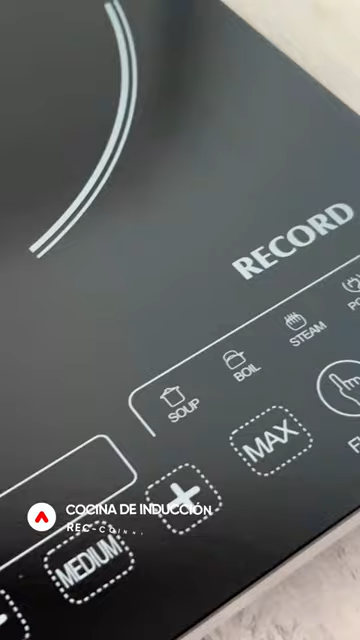 RECORD
SOUP
BOIL
STEAM
MAX
+
MEDIUM
COCINA DE INDUCCIÓN